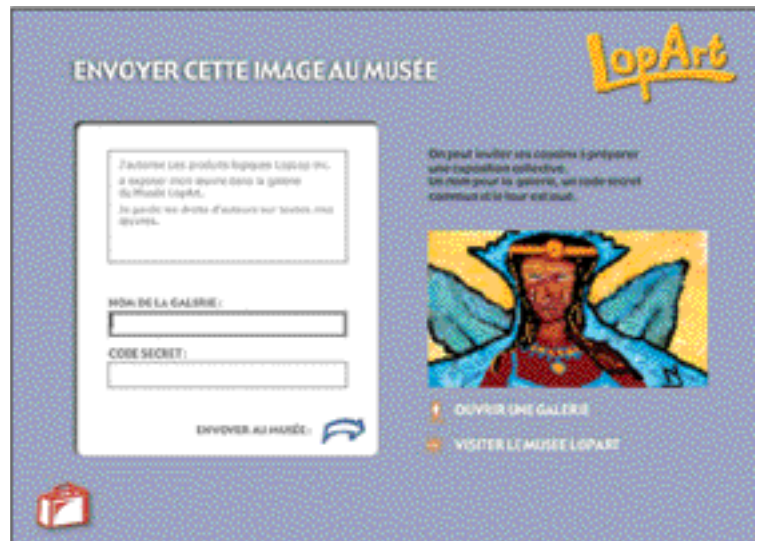 LopArt
ENVOYER CETTE IMAGE AU MUSÉE
J'autorise Les produits logiques LopLop inc.
à exposer mon œuvre dans la galerie
du Musée LopArt.
Je garde les droits d'auteurs sur toutes mes
œuvres.
NOM DE LA GALERIE :
CODE SECRET :
ENVOYER AU MUSÉE :
On peut inviter ses copains à préparer
une exposition collective.
Un nom pour la galerie, un code secret
commun et le tour est joué.
OUVRIR UNE GALERIE
VISITER LE MUSÉE LOPART